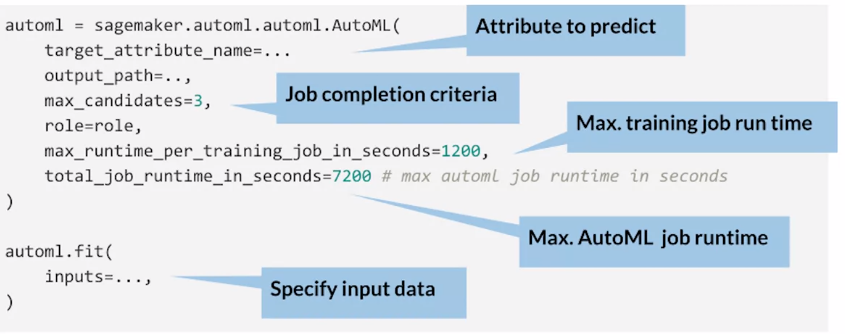 automl = sagemaker.automl.automl.AutoML(
Attribute to predict
target_attribute_name=...
output_path=..,
max_candidates=3,
Job completion criteria
role=role,
Max. training job run time
max_runtime_per_training_job_in_seconds=1200,
total_job_runtime_in_seconds=7200 # max automl job runtime in seconds
)
Max. AutoML job runtime
automl.fit(
inputs=...,
Specify input data
)